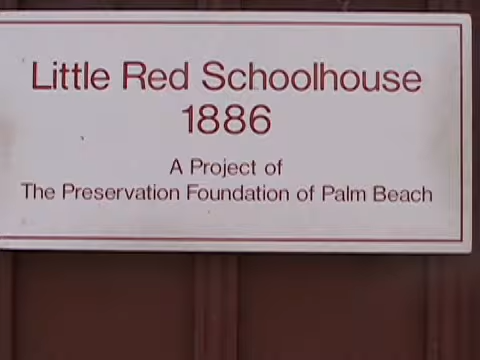 Little Red Schoolhouse
1886
A Project of
The Preservation Foundation of Palm Beach